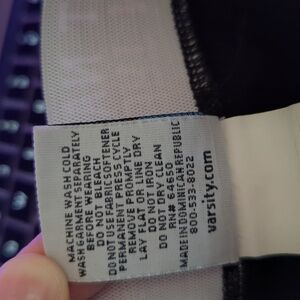 MACHINE WASH COLD
WASH GARMENT SEPARATELY
BEFORE WEARING
DO NOT BLEACH
DO NOT USE FABRIC SOFTENER
PERMANENT PRESS CYCLE
REMOVE PROMPTLY
LAY FLAT OR LINE DRY
DO NOT IRON
DO NOT DRY CLEAN
RN# 64650
MADE IN DOMINICAN REPUBLIC
800-533-8022
varsity.com